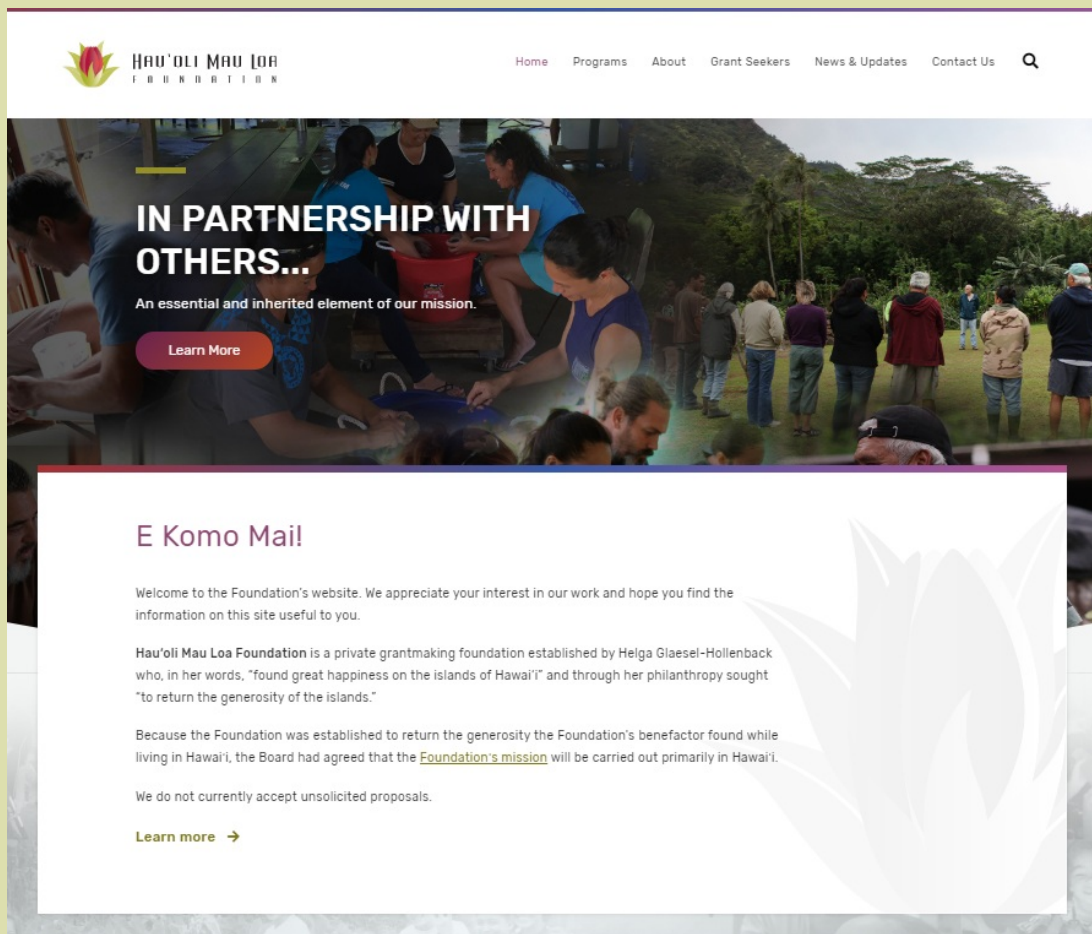 HAU'OLI MAU LOA
FOUNDATION
Home Programs About Grant Seekers News & Updates Contact Us
IN PARTNERSHIP WITH
OTHERS...
An essential and inherited element of our mission.
Learn More
E Komo Mai!
Welcome to the Foundation's website. We appreciate your interest in our work and hope you find the
information on this site useful to you.
Hauʻoli Mau Loa Foundation is a private grantmaking foundation established by Helga Glaesel-Hollenback
who, in her words, “found great happiness on the islands of Hawaiʻi” and through her philanthropy sought
“to return the generosity of the islands.”
Because the Foundation was established to return the generosity the Foundation's benefactor found while
living in Hawaiʻi, the Board had agreed that the Foundation's mission will be carried out primarily in Hawaiʻi.
We do not currently accept unsolicited proposals.
Learn more →